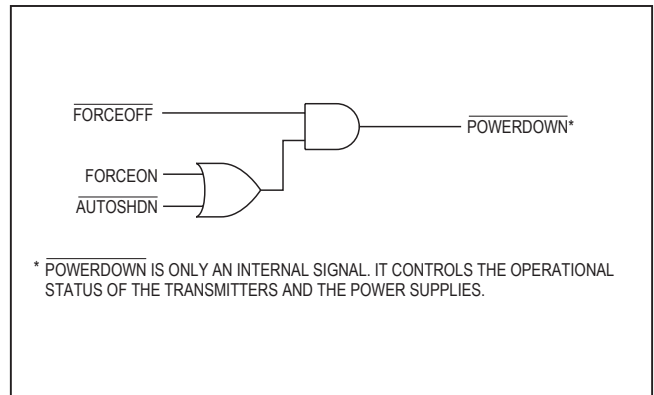 FORCEOFF
POWERDOWN*
FORCEON
AUTOSHDN
* POWERDOWN IS ONLY AN INTERNAL SIGNAL. IT CONTROLS THE OPERATIONAL
STATUS OF THE TRANSMITTERS AND THE POWER SUPPLIES.